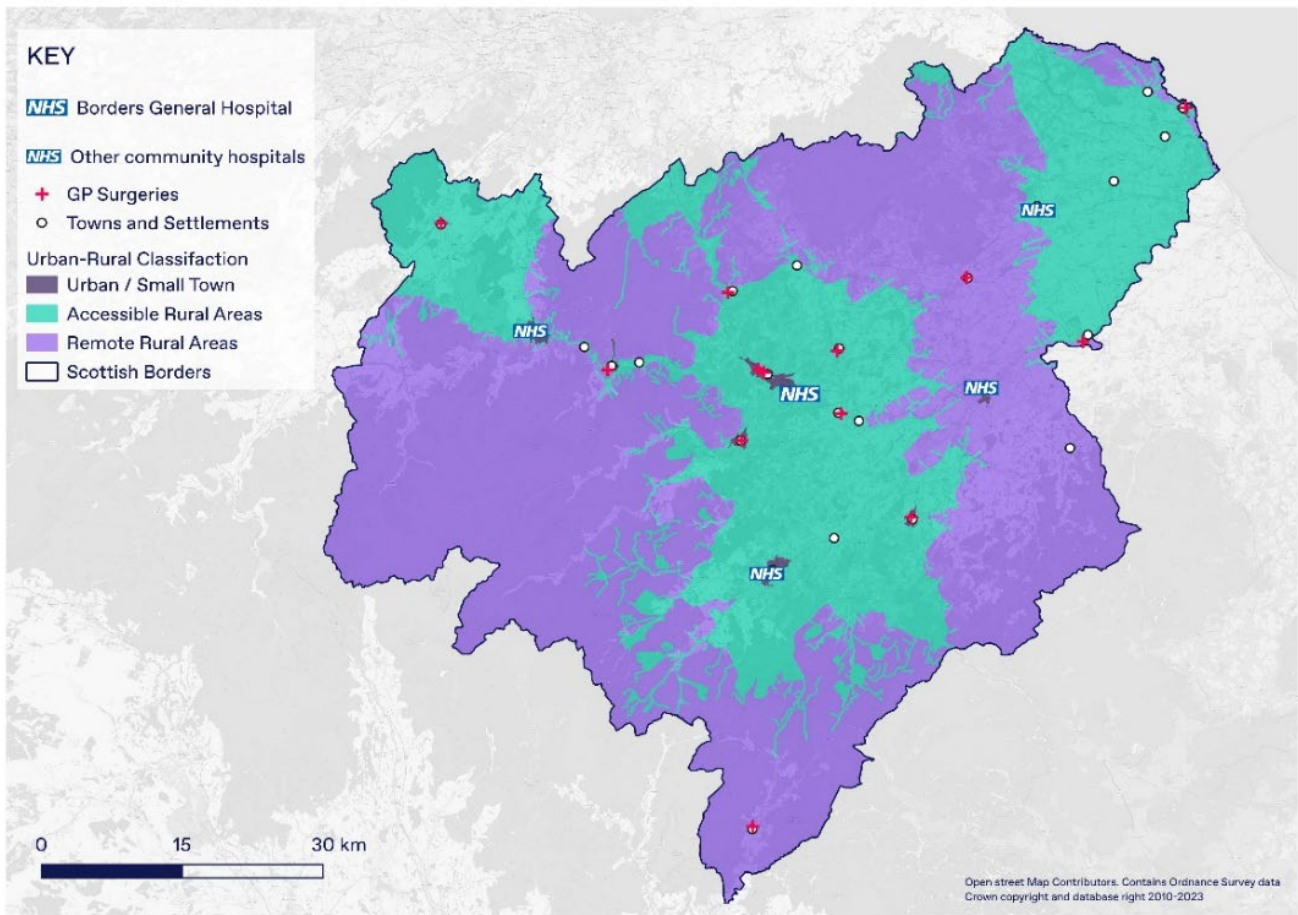 KEY
NHS Borders General Hospital
NHS Other community hospitals
GP Surgeries
Towns and Settlements
Urban-Rural Classifaction
Urban / Small Town
Accessible Rural Areas
Remote Rural Areas
Scottish Borders
NHS
NHS
NHS
NHS
NHS
0 15 30 km
Open street Map Contributors. Contains Ordnance Survey data
Crown copyright and database right 2010-2023